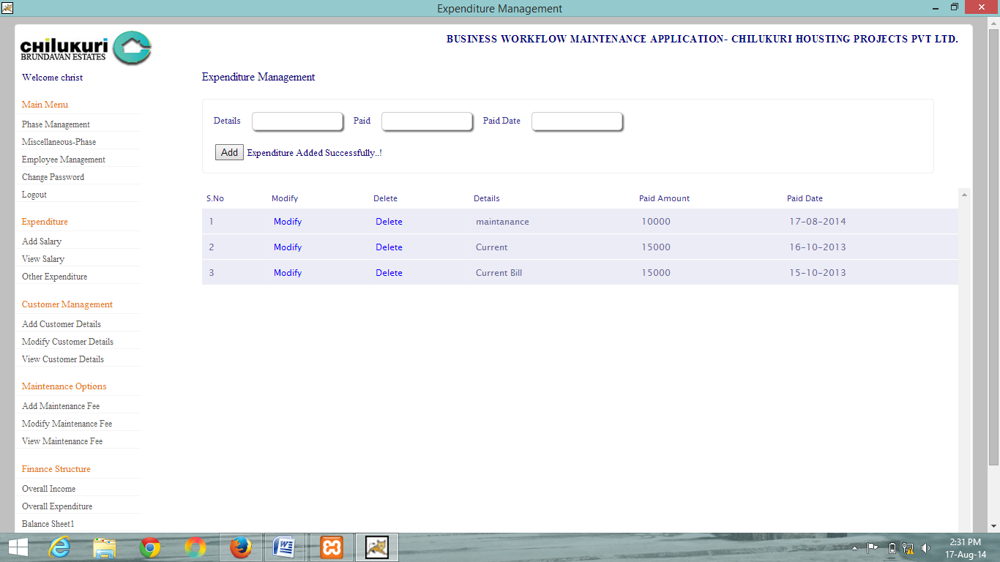 Expenditure Management
chilukuri
BRUNDAVAN ESTATES
BUSINESS WORKFLOW MAINTENANCE APPLICATION- CHILUKURI HOUSTING PROJECTS PVT LTD.
Welcome christ
Main Menu
Phase Management
Miscellaneous-Phase
Employee Management
Change Password
Logout
Expenditure
Add Salary
View Salary
Other Expenditure
Customer Management
Add Customer Details
Modify Customer Details
View Customer Details
Maintenance Options
Add Maintenance Fee
Modify Maintenance Fee
View Maintenance Fee
Finance Structure
Overall Income
Overall Expenditure
Balance Sheet1
Expenditure Management
Details Paid Paid Date
Add Expenditure Added Successfully..!
S.No Modify Delete Details Paid Amount Paid Date
1 Modify Delete maintanance 10000 17-08-2014
2 Modify Delete Current 15000 16-10-2013
3 Modify Delete Current Bill 15000 15-10-2013
2:31 PM
17-Aug-14